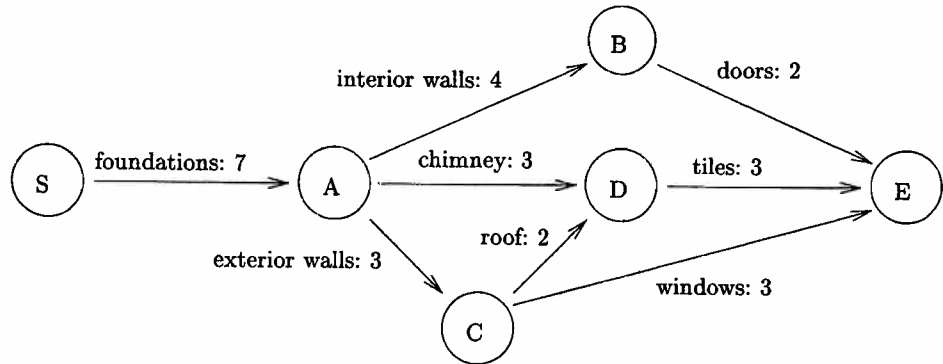 B
interior walls: 4
doors: 2
foundations: 7
chimney: 3
tiles: 3
S
A
D
E
roof: 2
exterior walls: 3
windows: 3
C